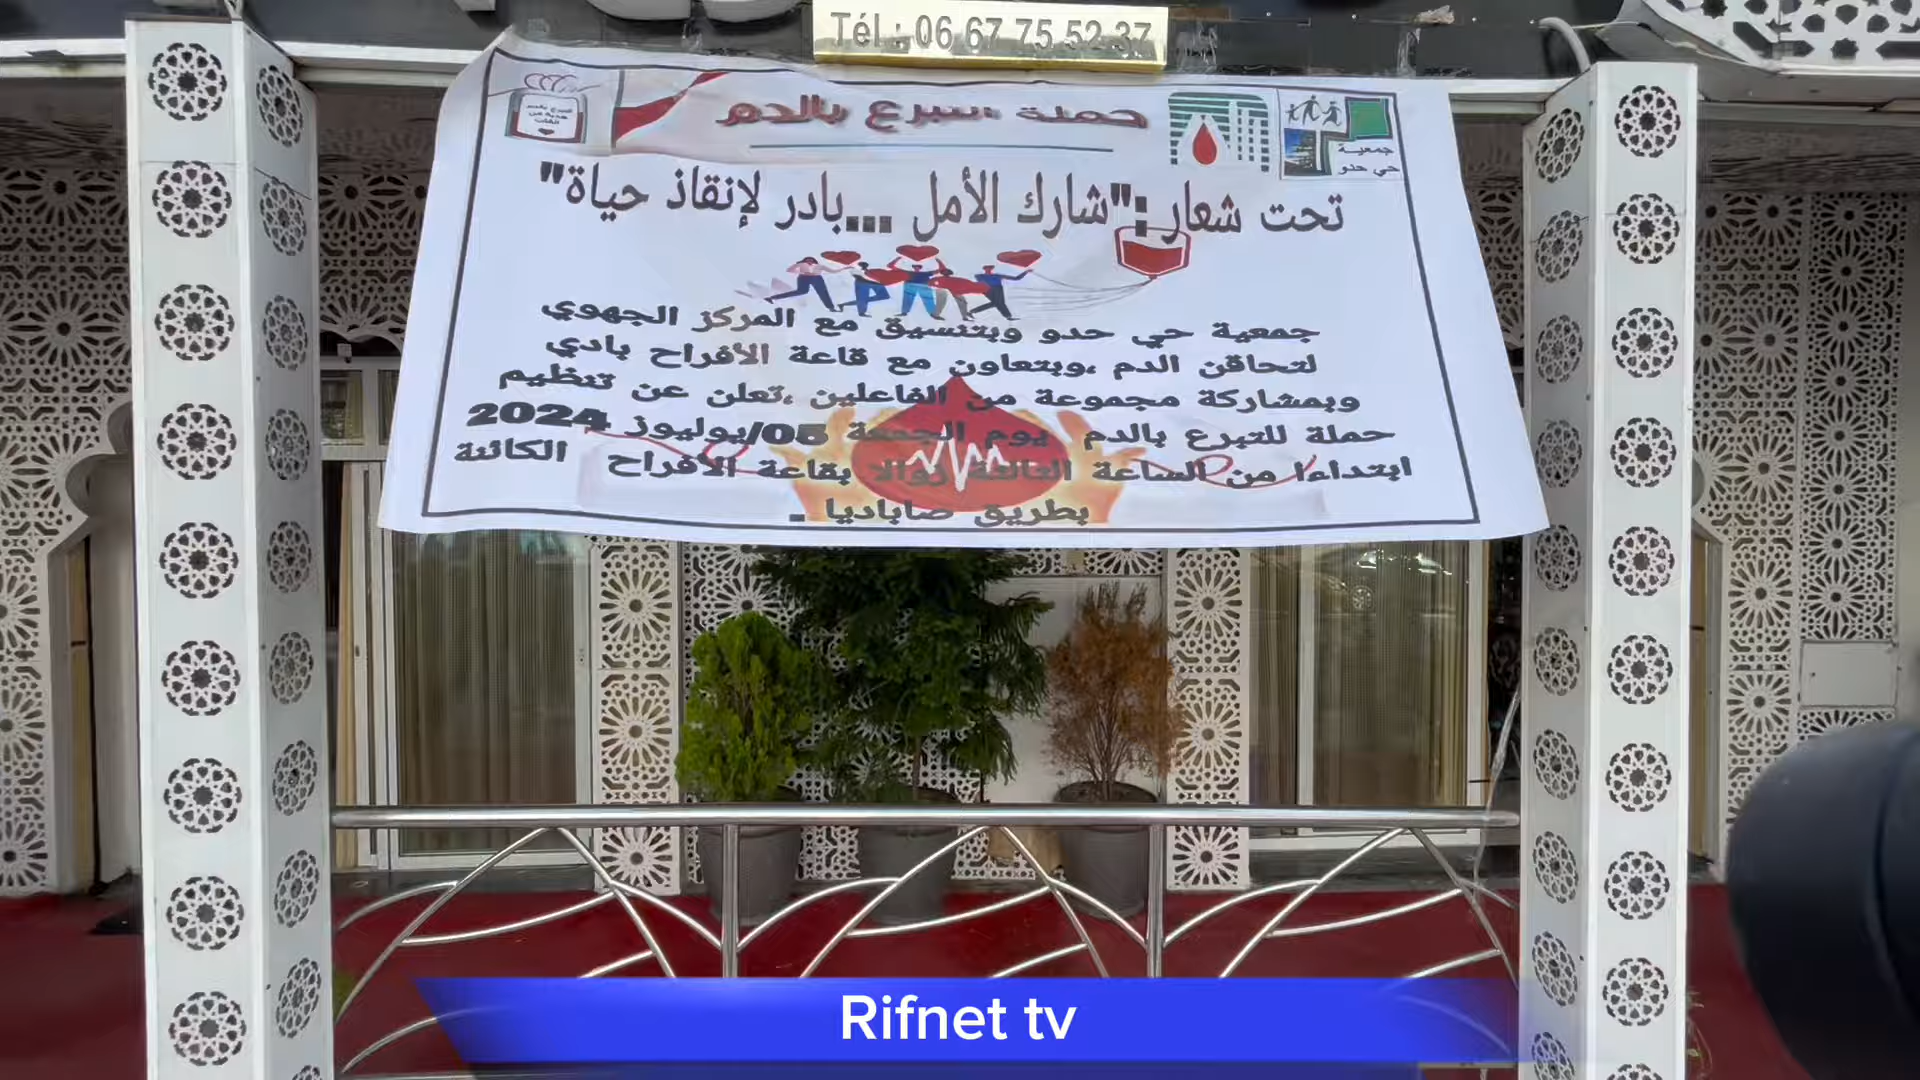 Tél : 06 67 75 52 37
حملة التبرع بالدم
جمعية
حي حدو
تحت شعار :"شارك الأمل ...بادر لإنقاذ حياة"
جمعية حي حدو وبتنسيق مع المركز الجهوي
لتحاقن الدم ،وبتعاون مع قاعة الأفراح بادي
وبمشاركة مجموعة من الفاعلين ،تعلن عن تنظيم
حملة للتبرع بالدم يوم الجمعة 05/يوليوز 2024
ابتداءا من الساعة الثالثة زوالا بقاعة الأفراح الكائنة
بطريق صاباديا .
Rifnet tv